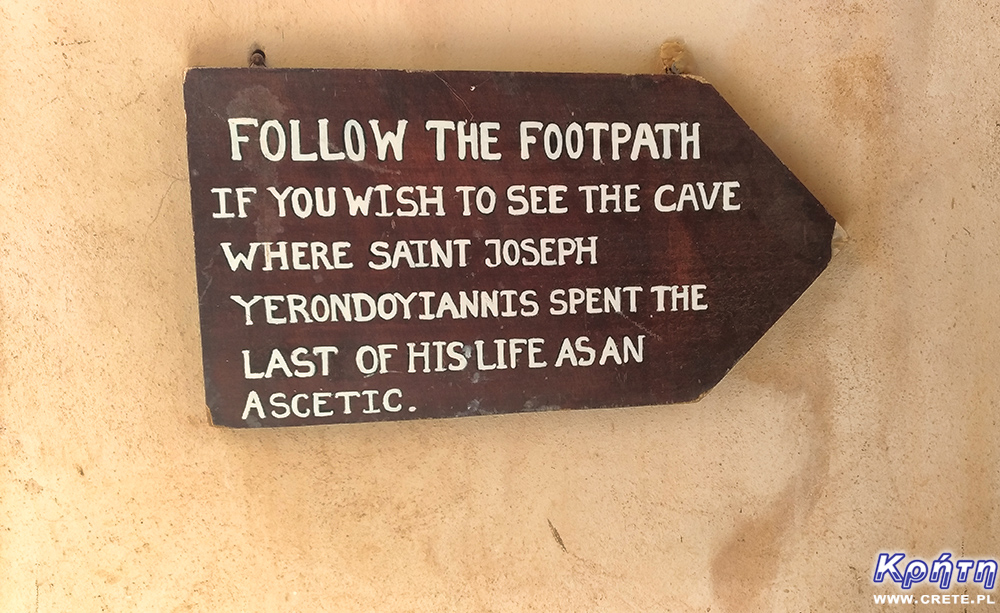 FOLLOW THE FOOTPATH
IF YOU WISH TO SEE THE CAVE
WHERE SAINT JOSEPH
YERONDOYIANNIS SPENT THE
LAST OF HIS LIFE AS AN
ASCETIC.
Κρήτη
WWW.CRETE.PL